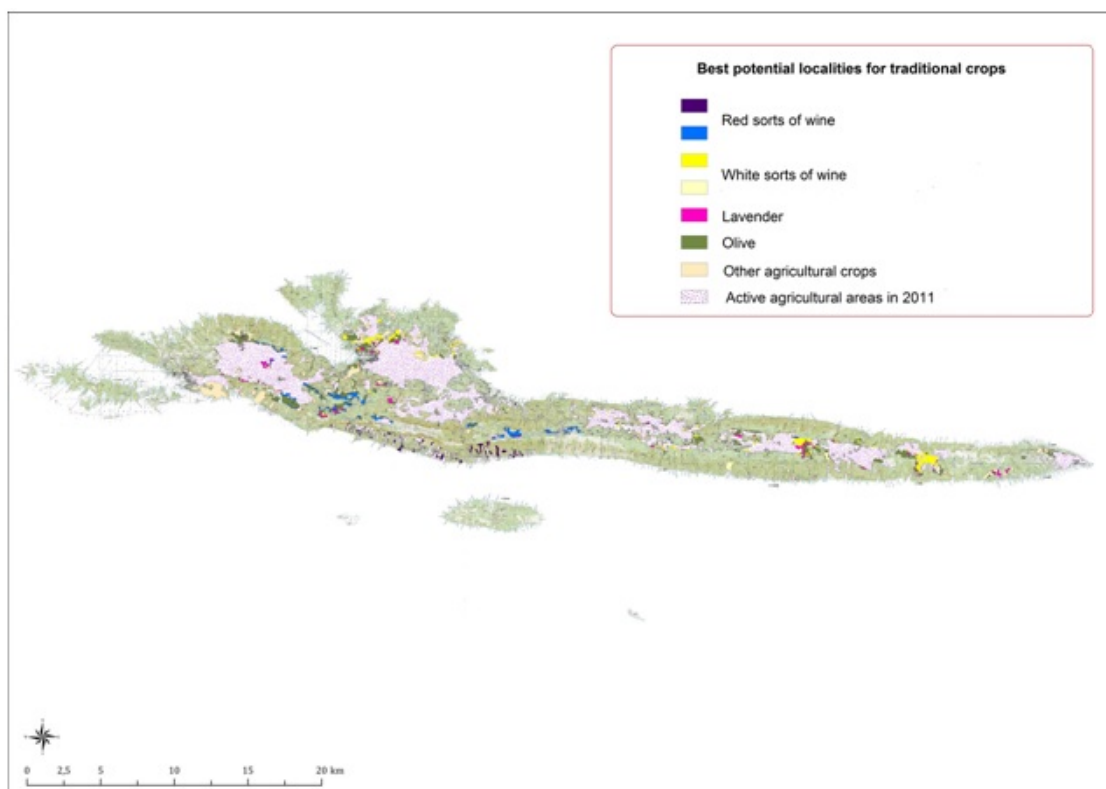 Best potential localities for traditional crops
Red sorts of wine
White sorts of wine
Lavender
Olive
Other agricultural crops
Active agricultural areas in 2011
0 2,5 5 10 15 20 km